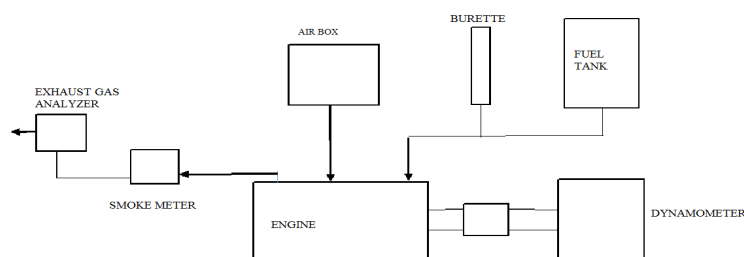 BURETTE
AIR BOX
FUEL
TANK
EXHAUST GAS
ANALYZER
SMOKE METER
ENGINE
DYNAMOMETER